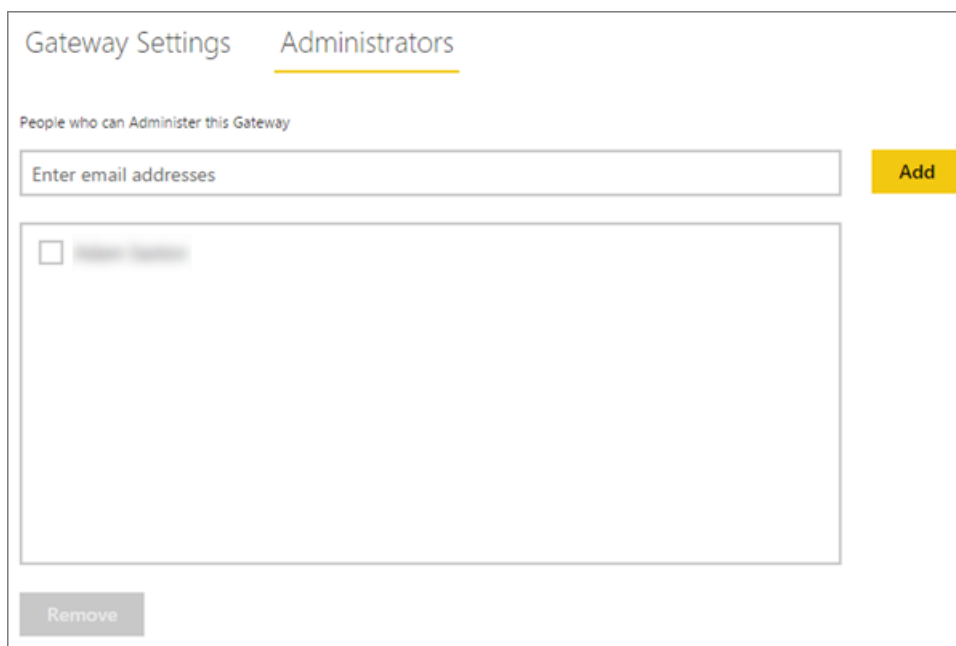 Gateway Settings Administrators
People who can Administer this Gateway
Enter email addresses
Add
Remove